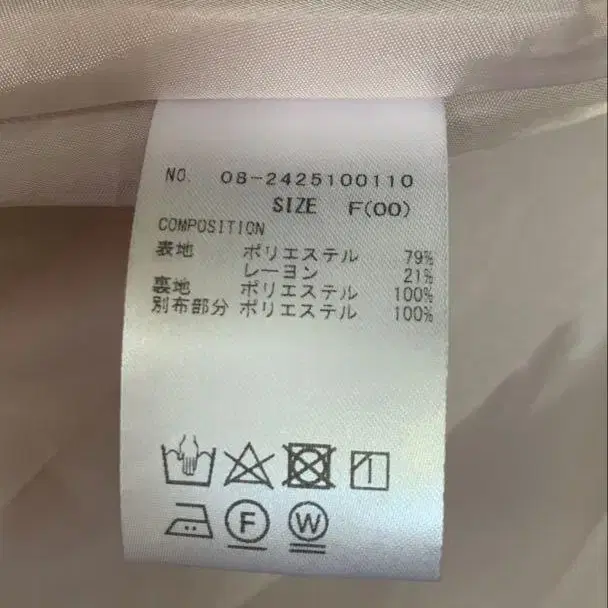 NO. 08-2425100110
SIZE F(00)
COMPOSITION
表地 ポリエステル 79%
レーヨン 21%
裏地 ポリエステル 100%
別布部分 ポリエステル 100%
F W